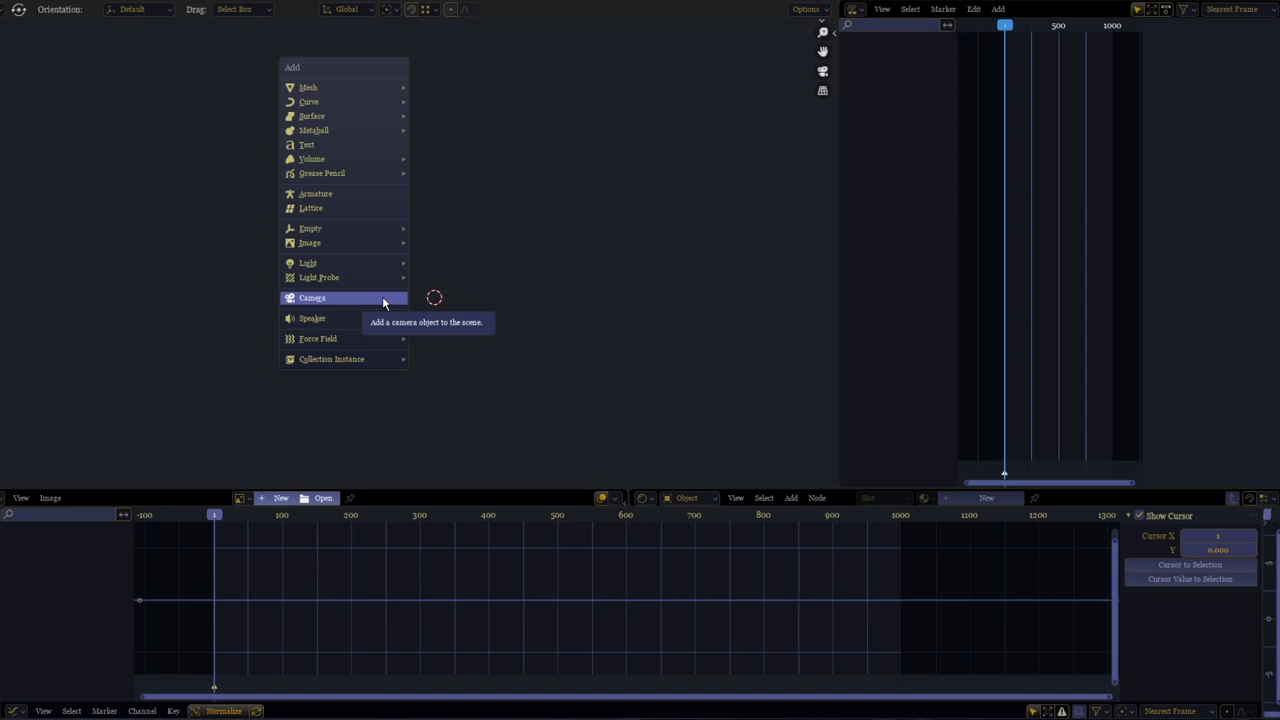 Orientation: Default Drag: Select Box Global Options View Select Marker Edit Add Nearest Frame
1 500 1000
Add
Mesh
Curve
Surface
Metaball
Text
Volume
Grease Pencil
Armature
Lattice
Empty
Image
Light
Light Probe
Camera
Speaker
Add a camera object to the scene.
Force Field
Collection Instance
View Image New Open Object View Select Add Node Slot New
-100 1 100 200 300 400 500 600 700 800 900 1000 1100 1200 1300 Show Cursor
Cursor X 1
Y 0.000
Cursor to Selection
Cursor Value to Selection
View Select Marker Channel Key Normalize Nearest Frame